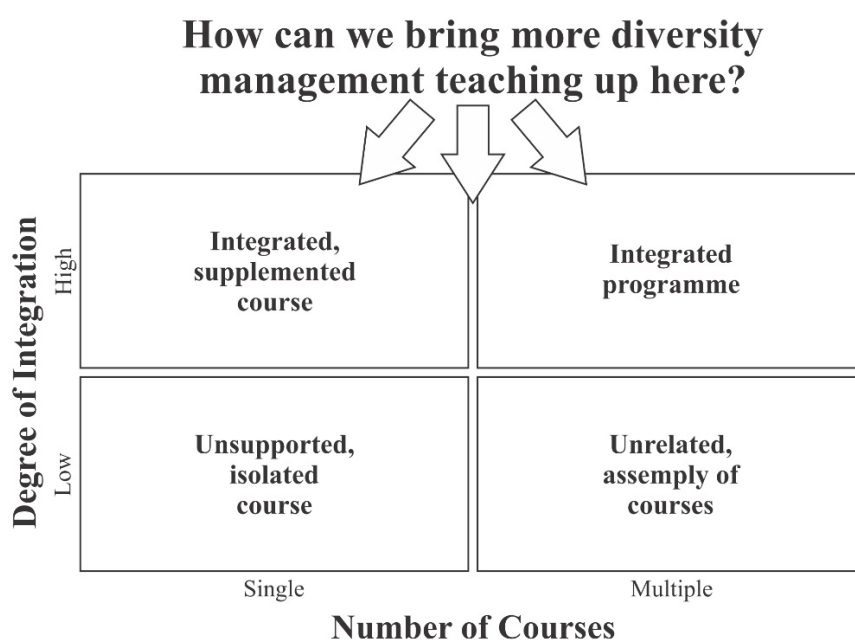 How can we bring more diversity
management teaching up here?
Degree of Integration
High
Low
Integrated,
supplemented
course
Integrated
programme
Unsupported,
isolated
course
Unrelated,
assemply of
courses
Single
Multiple
Number of Courses